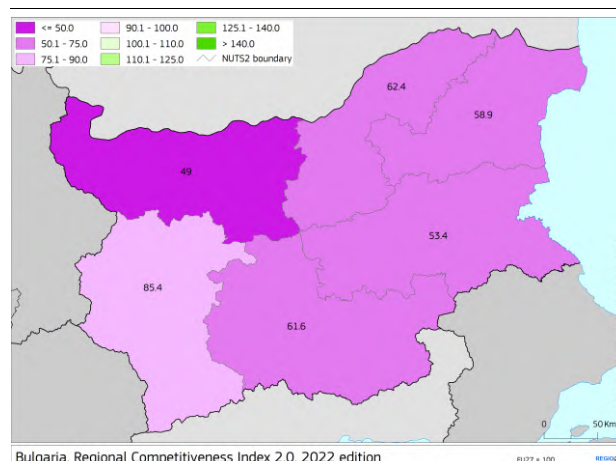 <= 50.0 90.1 - 100.0 125.1 - 140.0
50.1 - 75.0 100.1 - 110.0 > 140.0
75.1 - 90.0 110.1 - 125.0 NUTS2 boundary
62.4
58.9
49
53.4
85.4
61.6
0 50 Km
Bulgaria, Regional Competitiveness Index 2.0, 2022 edition
EU27 = 100
REGIO